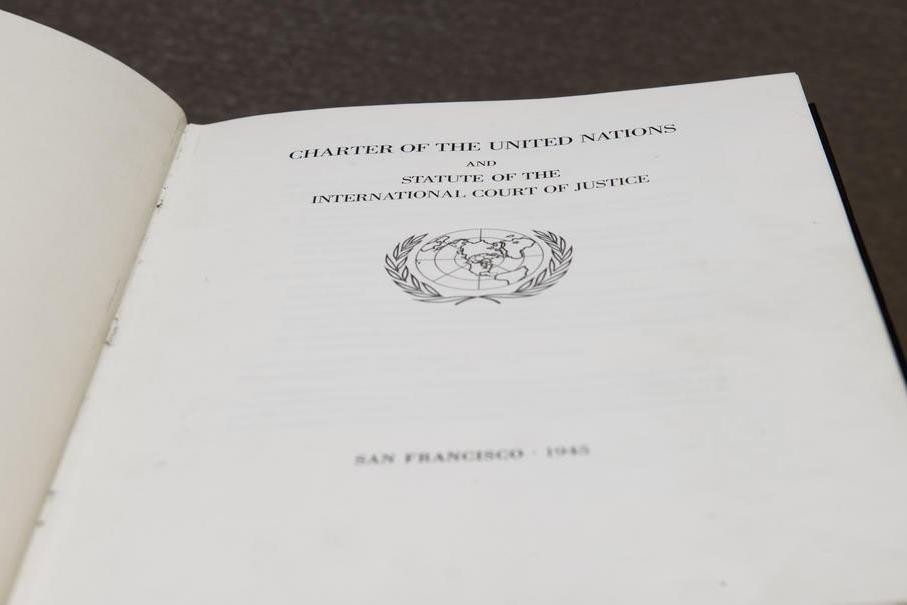 CHARTER OF THE UNITED NATIONS
AND
STATUTE OF THE
INTERNATIONAL COURT OF JUSTICE
SAN FRANCISCO · 1945